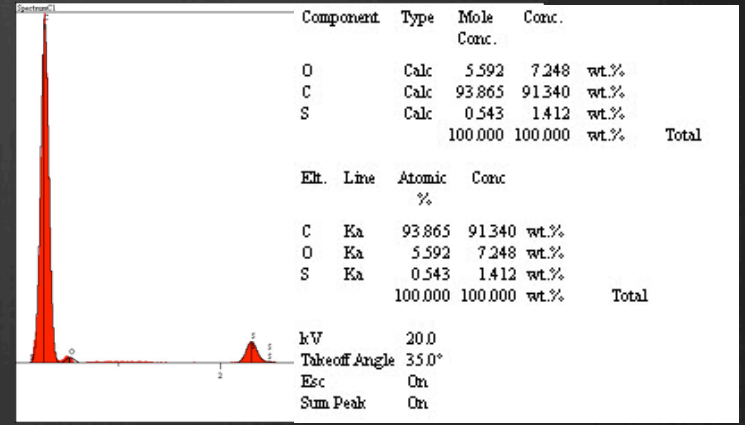 Spectrum C1
Component Type Mole Conc.
Conc.
O Calc 5.592 7.248 wt.%
C Calc 93.865 91.340 wt.%
S Calc 0.543 1.412 wt.%
100.000 100.000 wt.% Total
Elt. Line Atomic Conc
%
C Ka 93.865 91.340 wt.%
O Ka 5.592 7.248 wt.%
S Ka 0.543 1.412 wt.%
100.000 100.000 wt.% Total
kV 20.0
Takeoff Angle 35.0°
Esc On
Sum Peak On
O
S
S
S
2